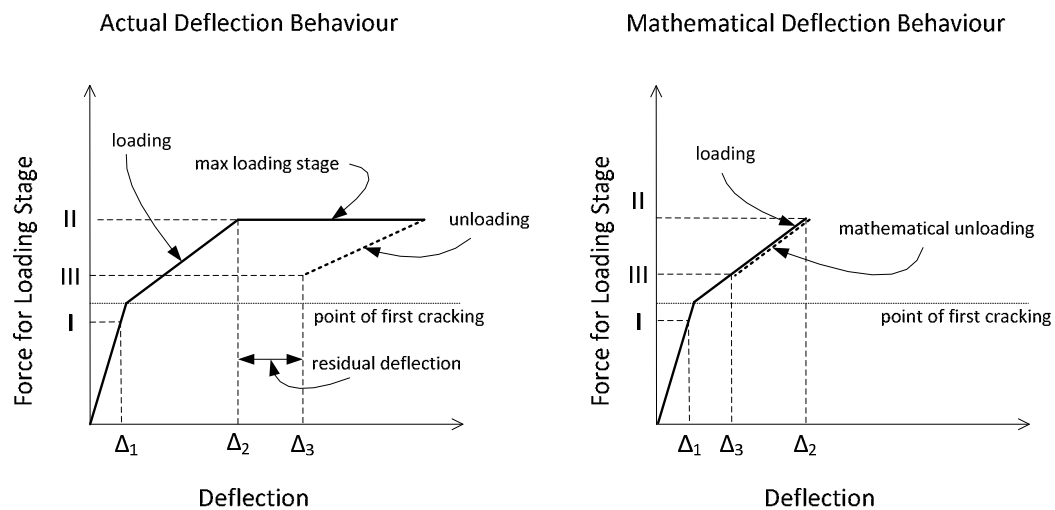 Actual Deflection Behaviour
Force for Loading Stage
loading
max loading stage
II
unloading
III
I
point of first cracking
residual deflection
Δ1
Δ2
Δ3
Deflection
Mathematical Deflection Behaviour
Force for Loading Stage
loading
II
mathematical unloading
III
I
point of first cracking
Δ1
Δ3
Δ2
Deflection